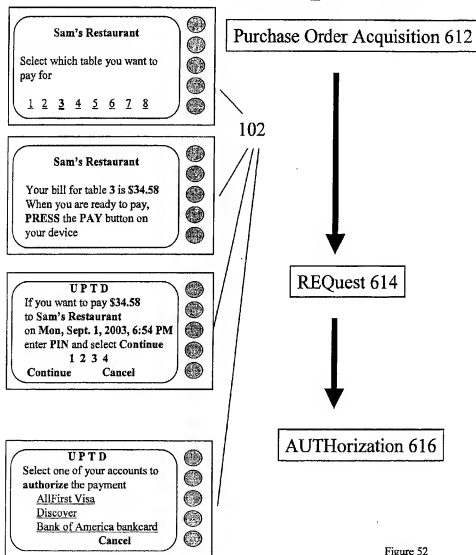 Sam's Restaurant
Select which table you want to
pay for
1 2 3 4 5 6 7 8
Sam's Restaurant
Your bill for table 3 is $34.58
When you are ready to pay,
PRESS the PAY button on
your device
UPTD
If you want to pay $34.58
to Sam's Restaurant
on Mon, Sept. 1, 2003, 6:54 PM
enter PIN and select Continue
1 2 3 4
Continue Cancel
UPTD
Select one of your accounts to
authorize the payment
AllFirst Visa
Discover
Bank of America bankcard
Cancel
102
Purchase Order Acquisition 612
REQuest 614
AUTHorization 616
Figure 52